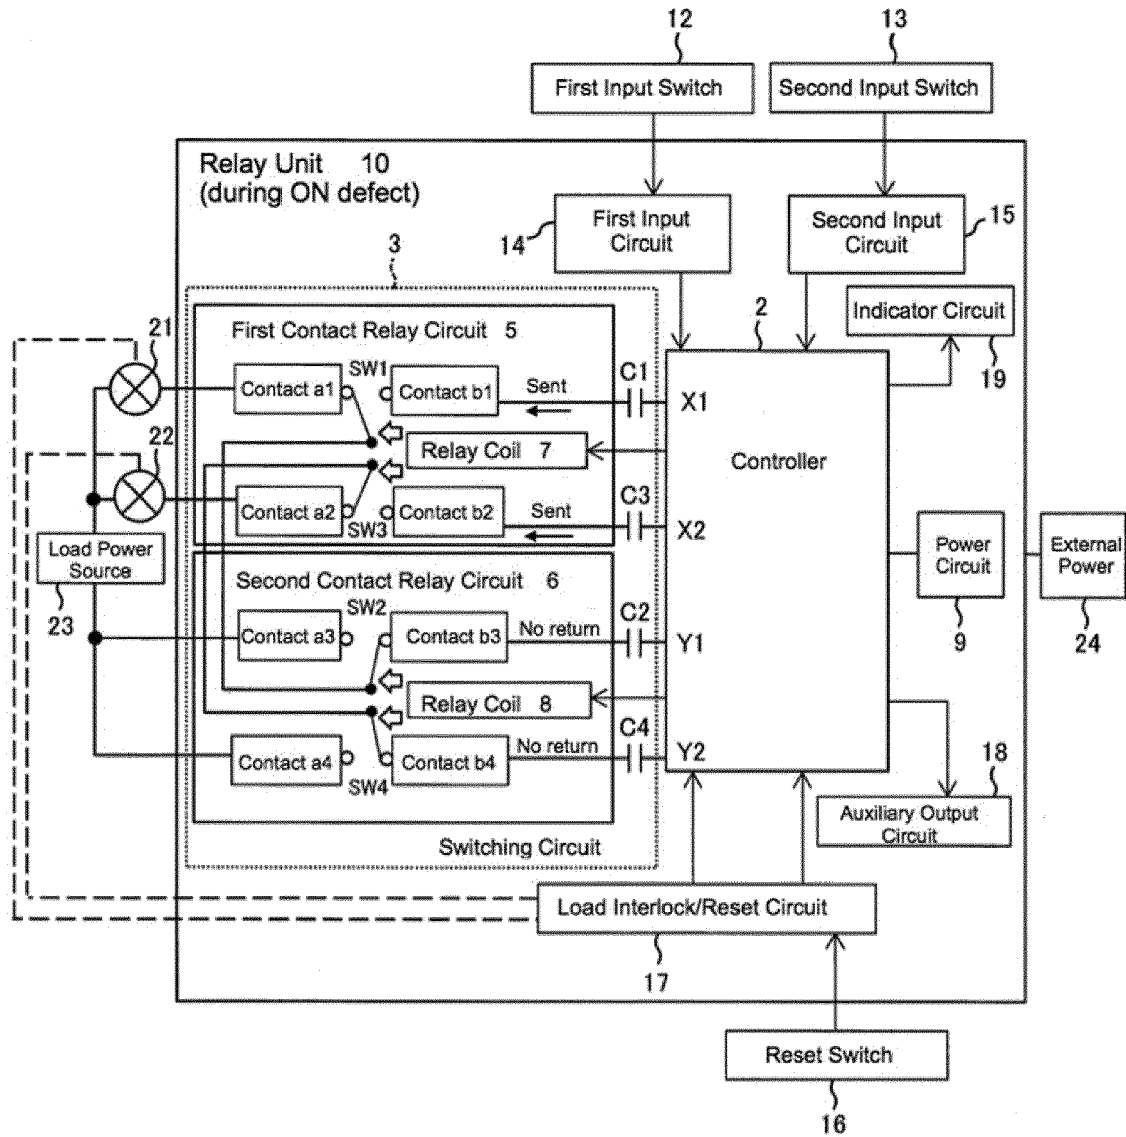 12
13
First Input Switch
Second Input Switch
Relay Unit 10
(during ON defect)
14
First Input
Circuit
Second Input
Circuit
15
3
2
Indicator Circuit
19
21
First Contact Relay Circuit 5
Contact a1
SW1
Contact b1
Sent
C1
X1
22
Relay Coil 7
Controller
Contact a2
SW3
Contact b2
Sent
C3
X2
Load Power
Source
23
Power
Circuit
9
External
Power
24
Second Contact Relay Circuit 6
SW2
Contact a3
Contact b3
No return
C2
Y1
Relay Coil 8
Contact a4
SW4
Contact b4
No return
C4
Y2
18
Auxiliary Output
Circuit
Switching Circuit
Load Interlock/Reset Circuit
17
Reset Switch
16